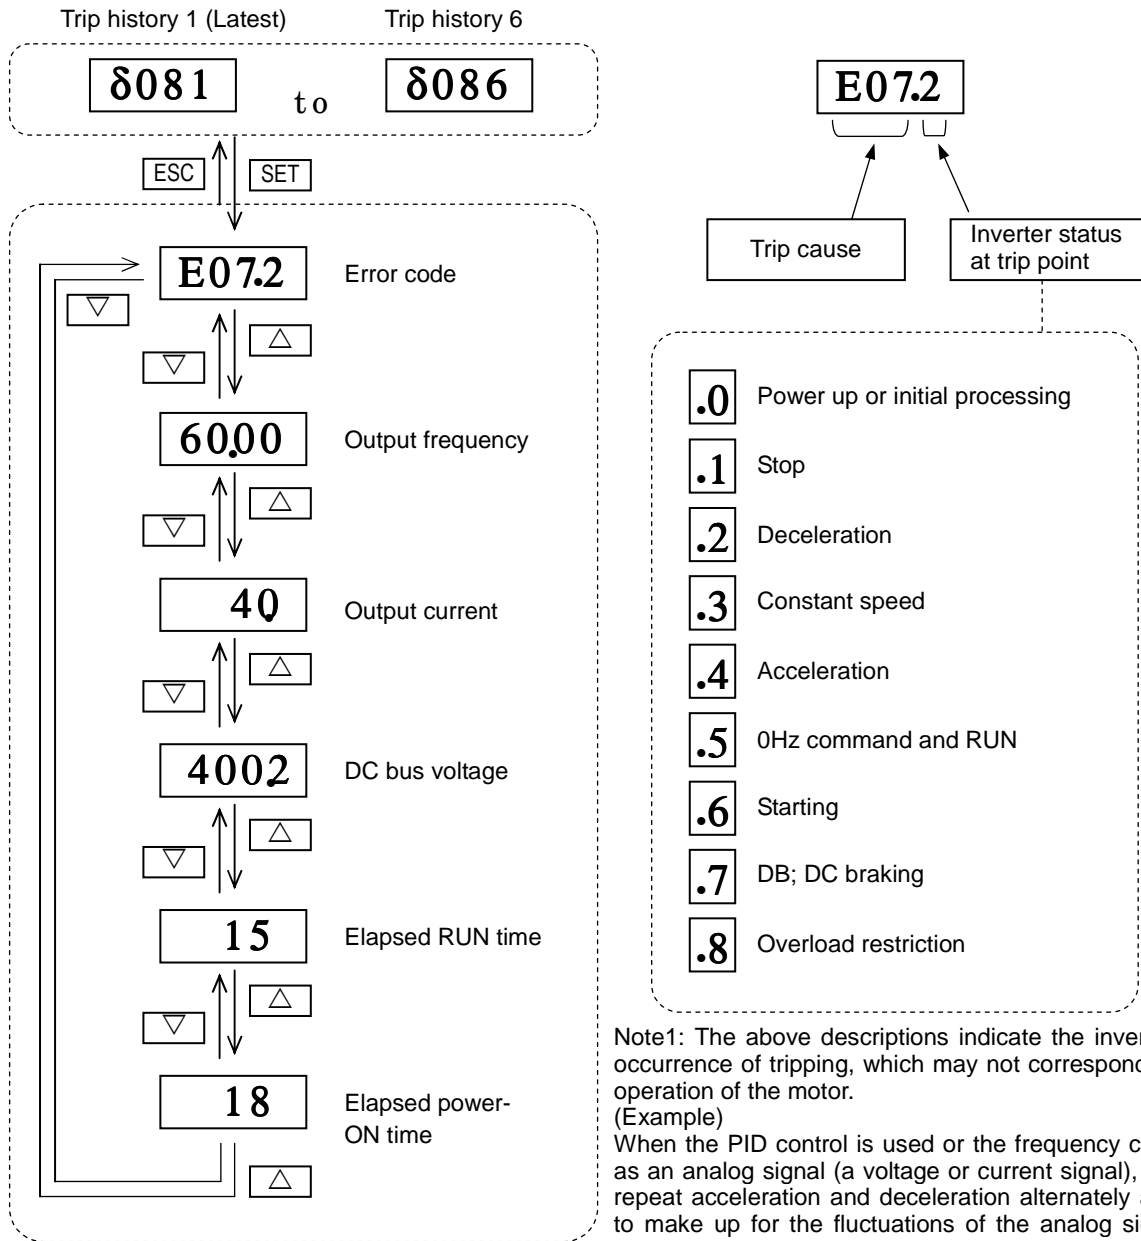 Trip history 1 (Latest)
Trip history 6
δ081
to
δ086
ESC
SET
E07.2
Error code
60.00
Output frequency
40.
Output current
400.2
DC bus voltage
15
Elapsed RUN time
18
Elapsed power-
ON time
E07.2
Trip cause
Inverter status
at trip point
.0 Power up or initial processing
.1 Stop
.2 Deceleration
.3 Constant speed
.4 Acceleration
.5 0Hz command and RUN
.6 Starting
.7 DB; DC braking
.8 Overload restriction
Note1: The above descriptions indicate the inver
occurrence of tripping, which may not correspond
operation of the motor.
(Example)
When the PID control is used or the frequency c
as an analog signal (a voltage or current signal),
repeat acceleration and deceleration alternately a
to make up for the fluctuations of the analog si